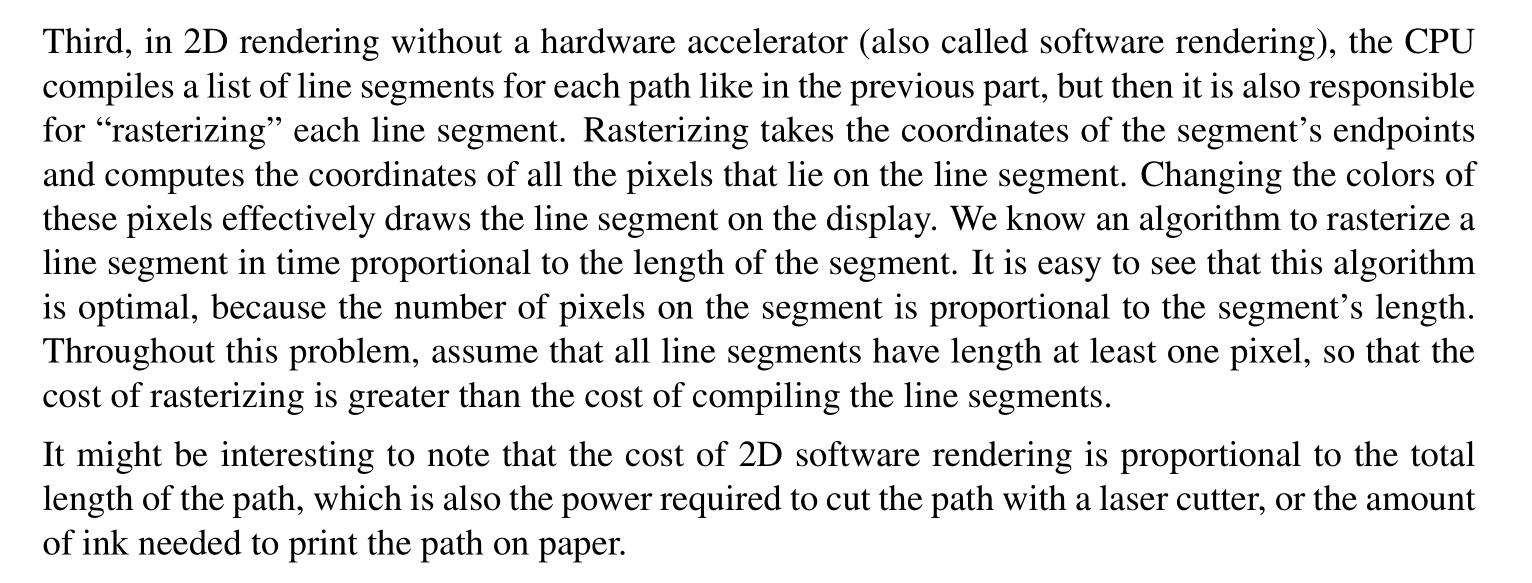 Third, in 2D rendering without a hardware accelerator (also called software rendering), the CPU
compiles a list of line segments for each path like in the previous part, but then it is also responsible
for “rasterizing” each line segment. Rasterizing takes the coordinates of the segment’s endpoints
and computes the coordinates of all the pixels that lie on the line segment. Changing the colors of
these pixels effectively draws the line segment on the display. We know an algorithm to rasterize a
line segment in time proportional to the length of the segment. It is easy to see that this algorithm
is optimal, because the number of pixels on the segment is proportional to the segment’s length.
Throughout this problem, assume that all line segments have length at least one pixel, so that the
cost of rasterizing is greater than the cost of compiling the line segments.
It might be interesting to note that the cost of 2D software rendering is proportional to the total
length of the path, which is also the power required to cut the path with a laser cutter, or the amount
of ink needed to print the path on paper.